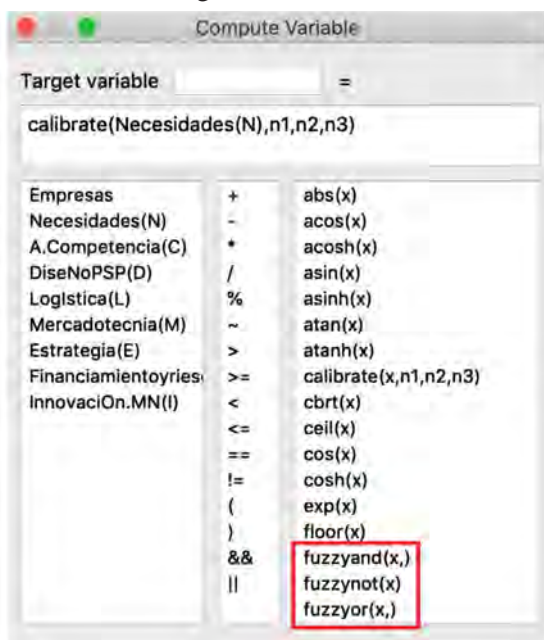 Compute Variable
Target variable =
calibrate(Necesidades(N),n1,n2,n3)
Empresas + abs(x)
Necesidades(N) - acos(x)
A.Competencia(C) * acosh(x)
DiseNoPSP(D) / asin(x)
LogIstica(L) % asinh(x)
Mercadotecnia(M) ~ atan(x)
Estrategia(E) > atanh(x)
Financiamientoyries >= calibrate(x,n1,n2,n3)
InnovaciOn.MN(I) < cbrt(x)
<= ceil(x)
== cos(x)
!= cosh(x)
( exp(x)
) floor(x)
&& fuzzyand(x,)
|| fuzzynot(x)
fuzzyor(x,)